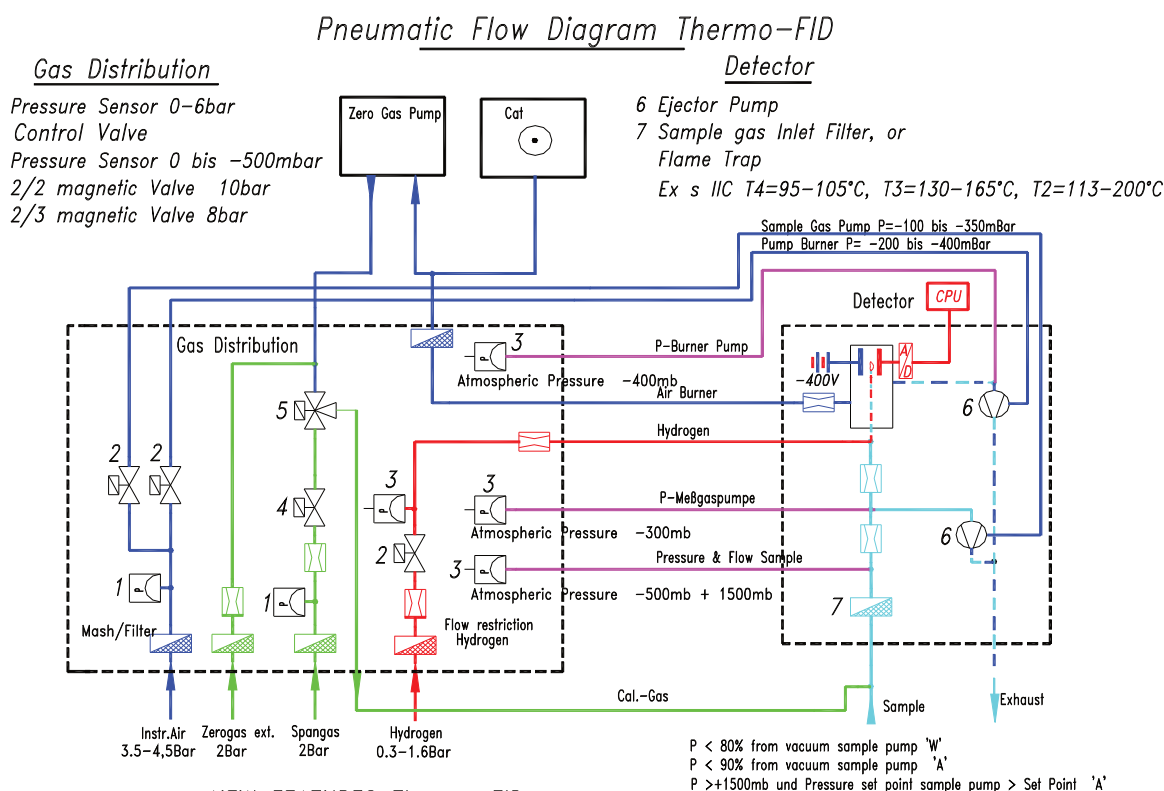 Pneumatic Flow Diagram Thermo-FID
Gas Distribution
Pressure Sensor 0-6bar
Control Valve
Pressure Sensor 0 bis -500mbar
2/2 magnetic Valve 10bar
2/3 magnetic Valve 8bar
Detector
6 Ejector Pump
7 Sample gas Inlet Filter, or
Flame Trap
Ex s IIC T4=95-105°C, T3=130-165°C, T2=113-200°C
Zero Gas Pump
Cat
Sample Gas Pump P=-100 bis -350mBar
Pump Burner P= -200 bis -400mBar
Detector
CPU
A/D
-400V
Gas Distribution
P
3
P-Burner Pump
Atmospheric Pressure -400mb
Air Burner
6
5
Hydrogen
2
2
3
P
3
P
P-Meßgaspumpe
4
Atmospheric Pressure -300mb
6
2
Pressure & Flow Sample
3
P
1
P
1
P
Atmospheric Pressure -500mb + 1500mb
7
Mash/Filter
Flow restriction
Hydrogen
Cal.-Gas
Sample
Exhaust
Instr.Air
3.5-4,5Bar
Zerogas ext.
2Bar
Spangas
2Bar
Hydrogen
0.3-1.6Bar
P < 80% from vacuum sample pump 'W'
P < 90% from vacuum sample pump 'A'
P >+1500mb und Pressure set point sample pump > Set Point 'A'